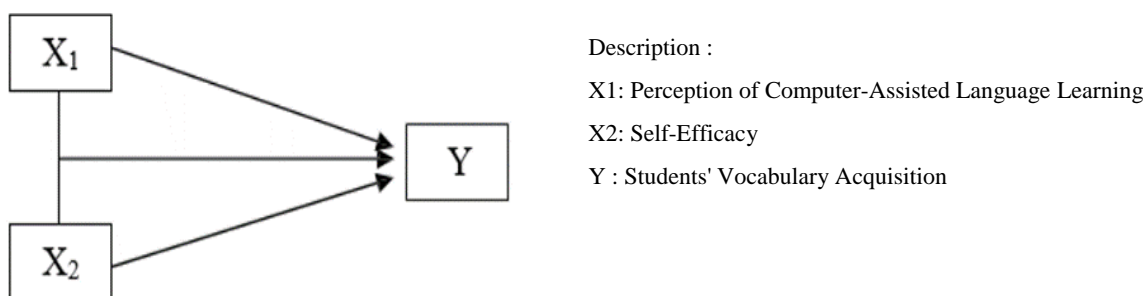 X₁
Y
X₂
Description :
X1: Perception of Computer-Assisted Language Learning
X2: Self-Efficacy
Y : Students' Vocabulary Acquisition